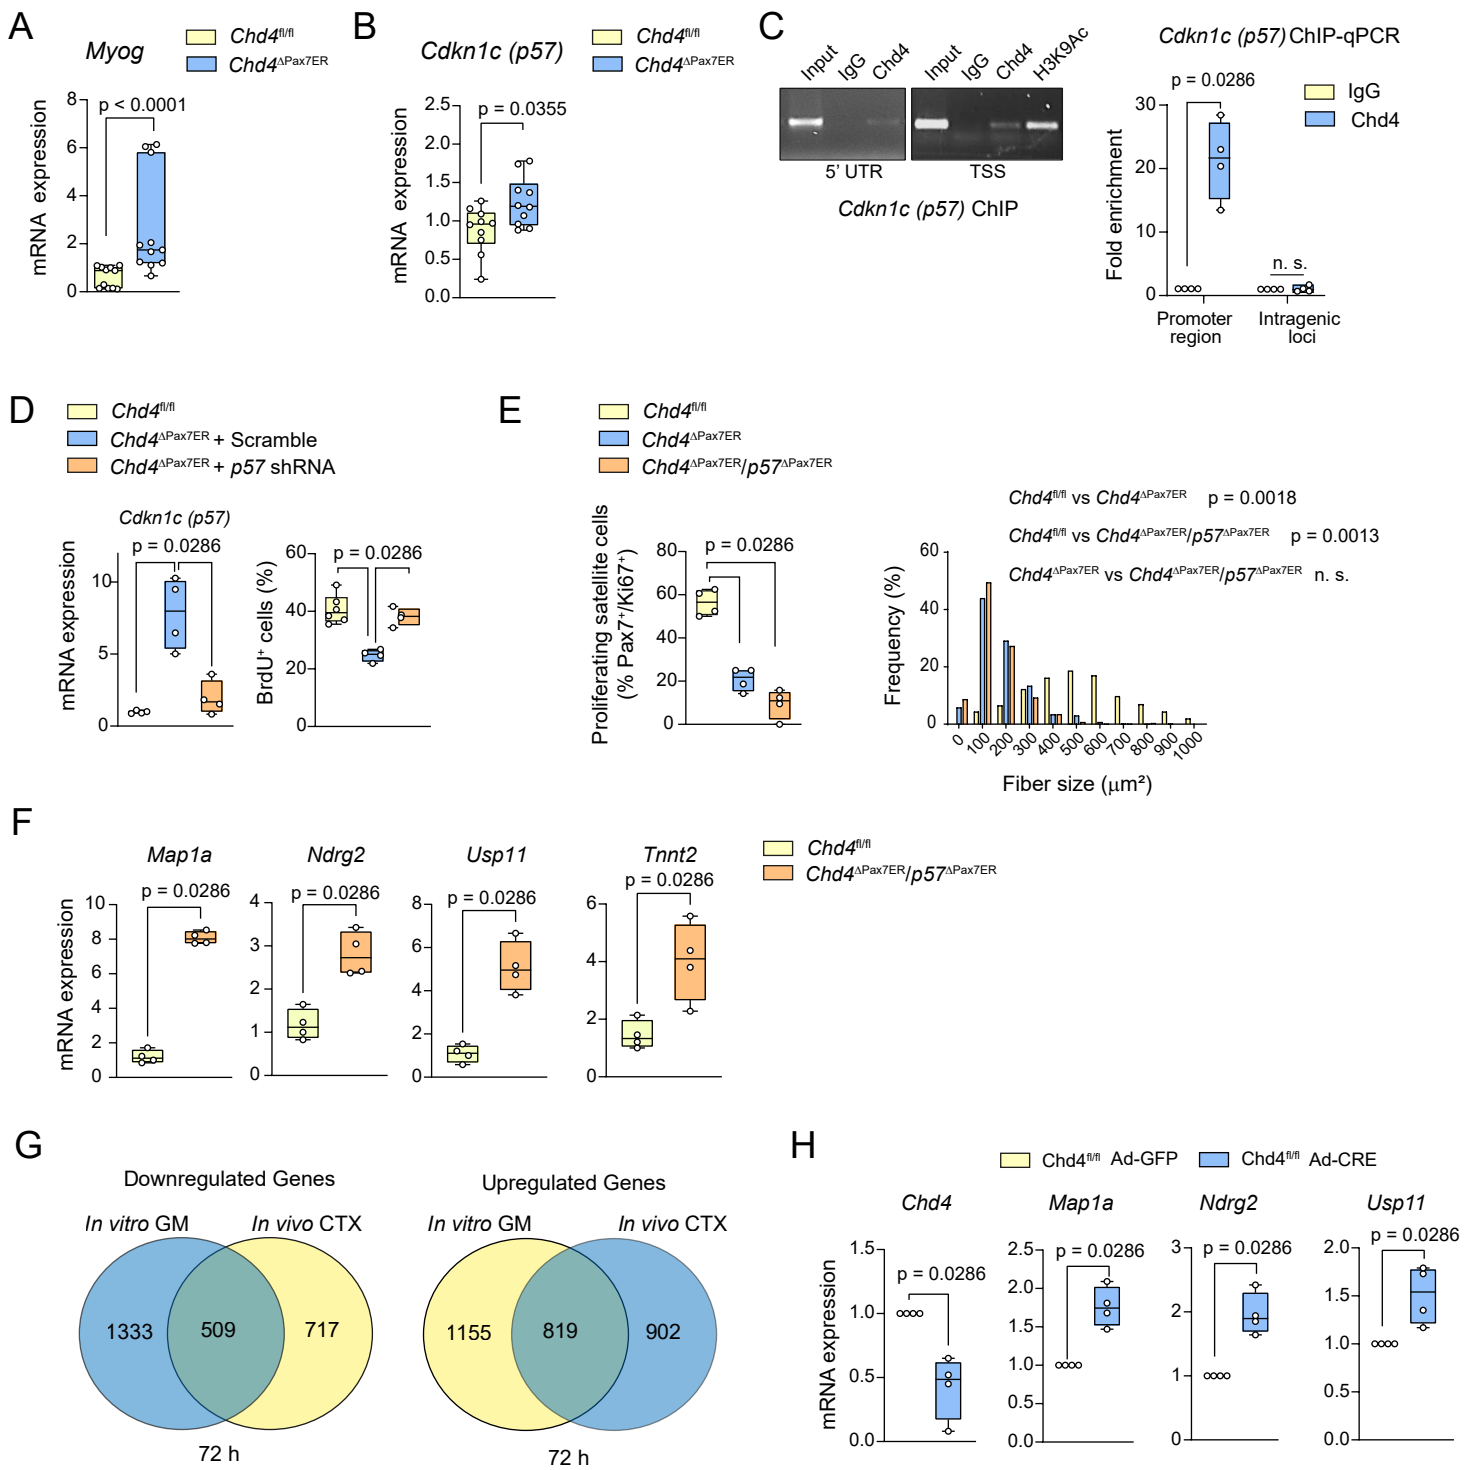 A
Myog
Chd4fl/fl
Chd4ΔPax7ER
p < 0.0001
mRNA expression
8
6
4
2
0
B
Cdkn1c (p57)
Chd4fl/fl
Chd4ΔPax7ER
p = 0.0355
mRNA expression
2.5
2.0
1.5
1.0
0.5
0.0
C
Input IgG Chd4
Input IgG Chd4 H3K9Ac
5' UTR
TSS
Cdkn1c (p57) ChIP
Cdkn1c (p57) ChIP-qPCR
p = 0.0286
IgG
Chd4
Fold enrichment
30
20
10
0
n. s.
Promoter region
Intragenic loci
D
Chd4fl/fl
Chd4ΔPax7ER + Scramble
Chd4ΔPax7ER + p57 shRNA
Cdkn1c (p57)
p = 0.0286
mRNA expression
10
5
0
p = 0.0286
BrdU+ cells (%)
60
40
20
0
E
Chd4fl/fl
Chd4ΔPax7ER
Chd4ΔPax7ER/p57ΔPax7ER
p = 0.0286
Proliferating satellite cells
(% Pax7+/Ki67+)
80
60
40
20
0
Chd4fl/fl vs Chd4ΔPax7ER p = 0.0018
Chd4fl/fl vs Chd4ΔPax7ER/p57ΔPax7ER p = 0.0013
Chd4ΔPax7ER vs Chd4ΔPax7ER/p57ΔPax7ER n. s.
Frequency (%)
60
40
20
0
0 100 200 300 400 500 600 700 800 900 1000
Fiber size (μm²)
F
Chd4fl/fl
Chd4ΔPax7ER/p57ΔPax7ER
Map1a
p = 0.0286
mRNA expression
10
8
6
4
2
0
Ndrg2
p = 0.0286
4
3
2
1
0
Usp11
p = 0.0286
8
6
4
2
0
Tnnt2
p = 0.0286
6
4
2
0
G
Downregulated Genes
In vitro GM
In vivo CTX
1333
509
717
72 h
Upregulated Genes
In vitro GM
In vivo CTX
1155
819
902
72 h
H
Chd4fl/fl Ad-GFP
Chd4fl/fl Ad-CRE
Chd4
p = 0.0286
mRNA expression
1.5
1.0
0.5
0.0
Map1a
p = 0.0286
2.5
2.0
1.5
1.0
0.5
0.0
Ndrg2
p = 0.0286
3
2
1
0
Usp11
p = 0.0286
2.0
1.5
1.0
0.5
0.0